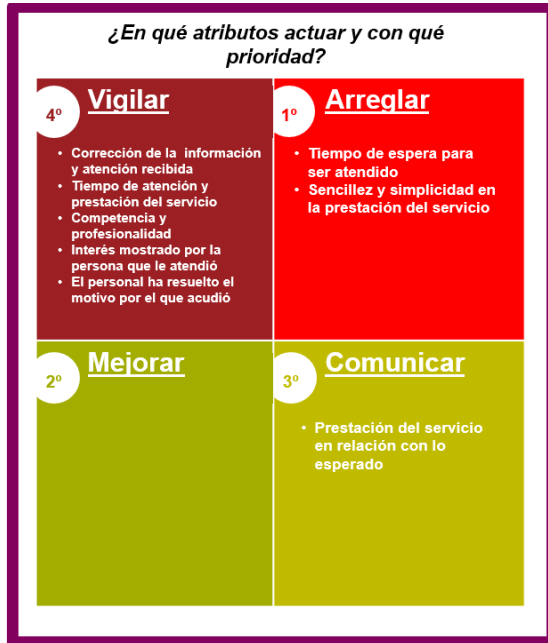 ¿En qué atributos actuar y con qué
prioridad?
4º
Vigilar
• Corrección de la información
y atención recibida
• Tiempo de atención y
prestación del servicio
• Competencia y
profesionalidad
• Interés mostrado por la
persona que le atendió
• El personal ha resuelto el
motivo por el que acudió
1º
Arreglar
• Tiempo de espera para
ser atendido
• Sencillez y simplicidad en
la prestación del servicio
2º
Mejorar
3º
Comunicar
• Prestación del servicio
en relación con lo
esperado